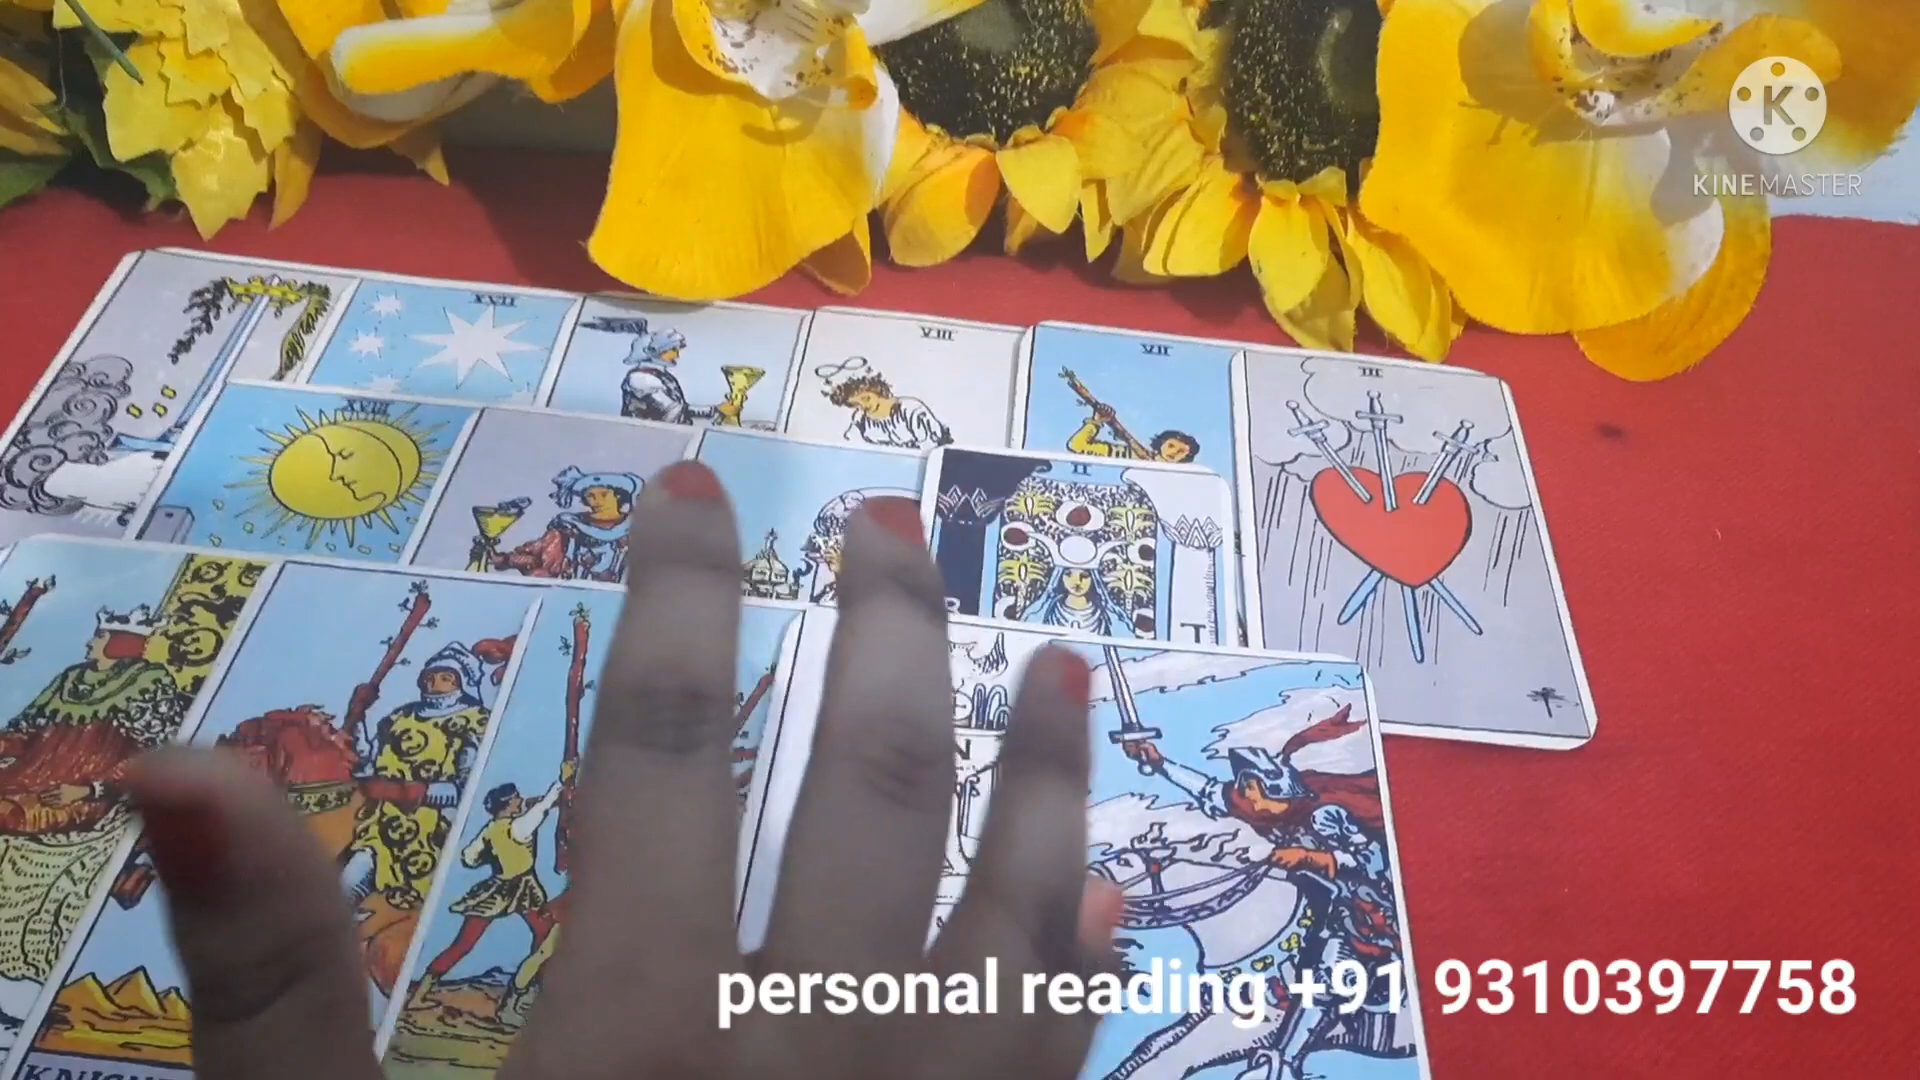 KINEMASTER
XVII
VIII
VII
III
XVIII
II
T
N
personal reading +91 9310397758